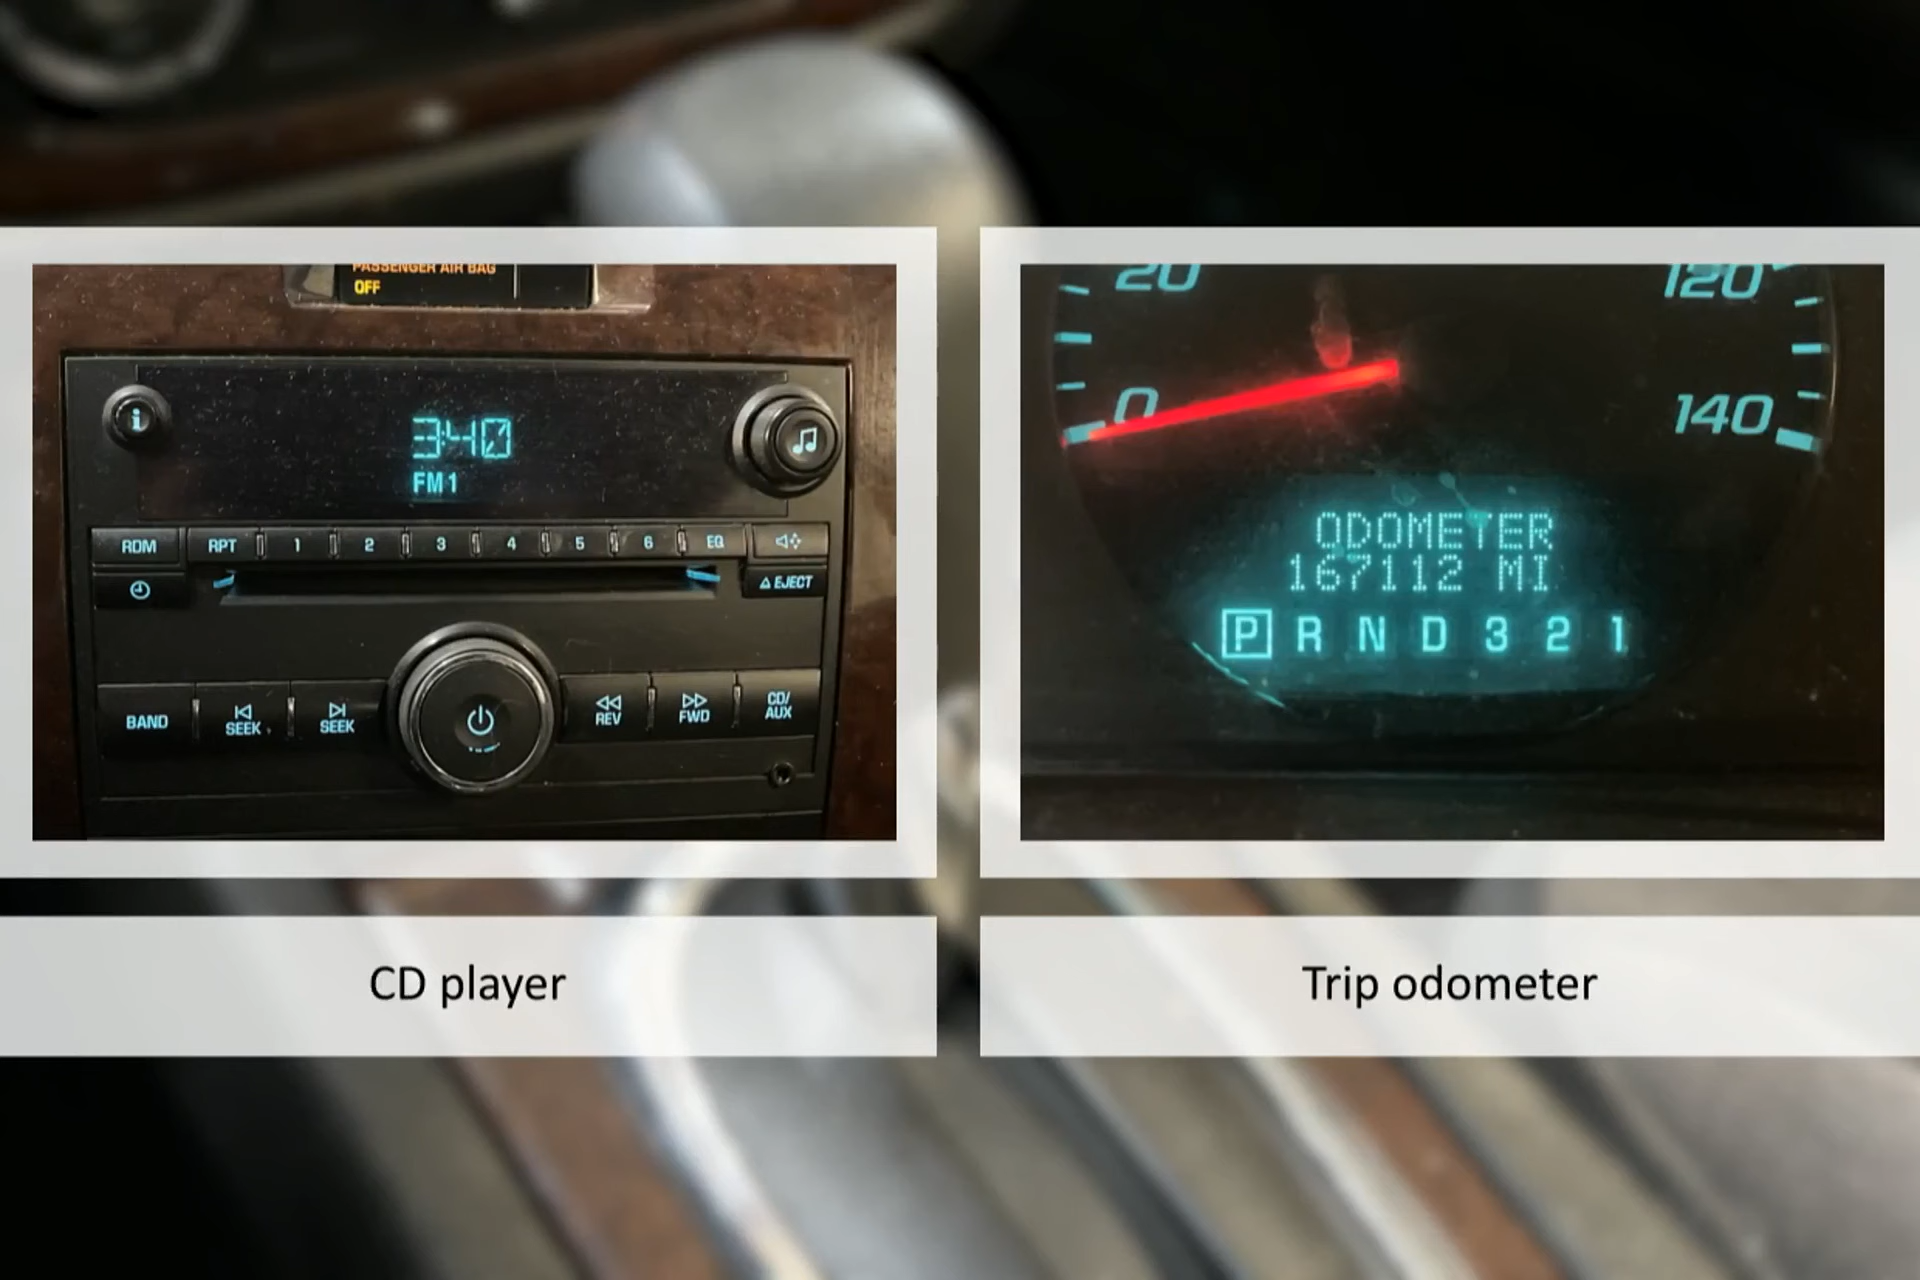 PASSENGER AIR BAG
OFF
i
3:40
FM1
RDM RPT 1 2 3 4 5 6 EQ
EJECT
BAND SEEK SEEK REV FWD CD/
AUX
CD player
20 120
0 140
ODOMETER
167112 MI
P R N D 3 2 1
Trip odometer